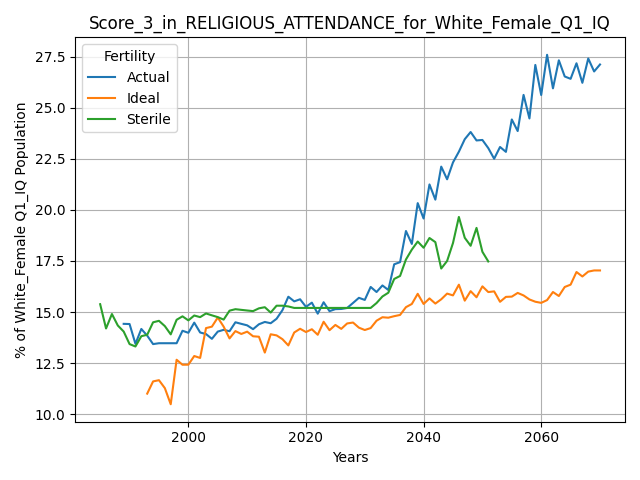 Score_3_in_RELIGIOUS_ATTENDANCE_for_White_Female_Q1_IQ
Fertility
Actual
Ideal
Sterile
% of White_Female Q1_IQ Population
27.5
25.0
22.5
20.0
17.5
15.0
12.5
10.0
2000
2020
2040
2060
Years